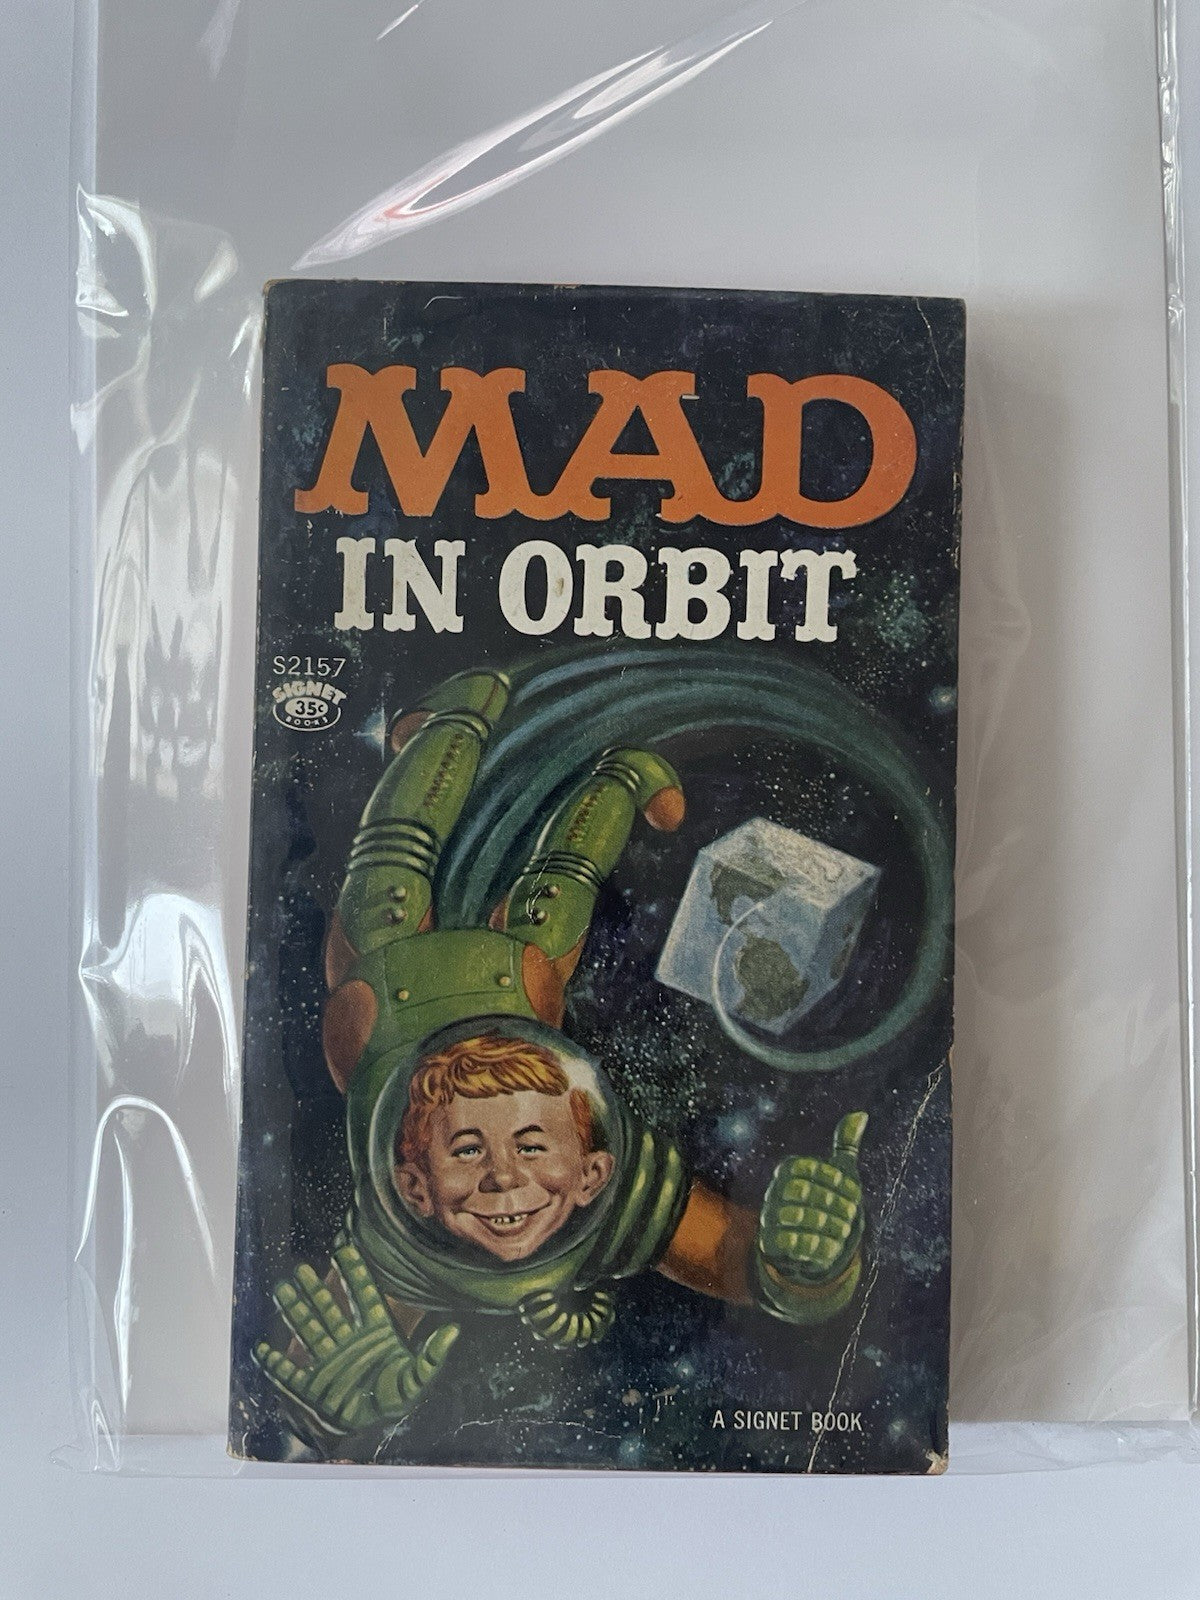 MAD
IN ORBIT
S2157
SIGNET
35¢
BOOKS
A SIGNET BOOK